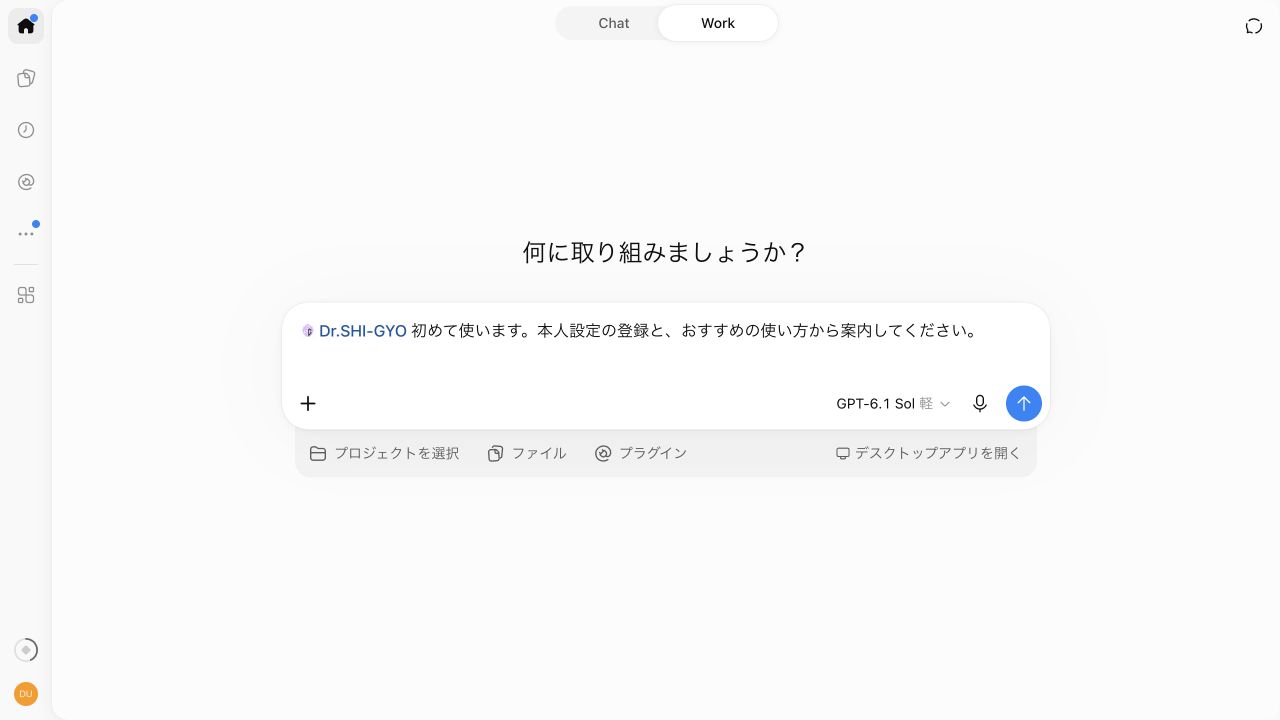 Chat
Work
何に取り組みましょうか？
Dr.SHI-GYO 初めて使います。本人設定の登録と、おすすめの使い方から案内してください。
GPT-6.1 Sol 軽
プロジェクトを選択
ファイル
プラグイン
デスクトップアプリを開く
DU